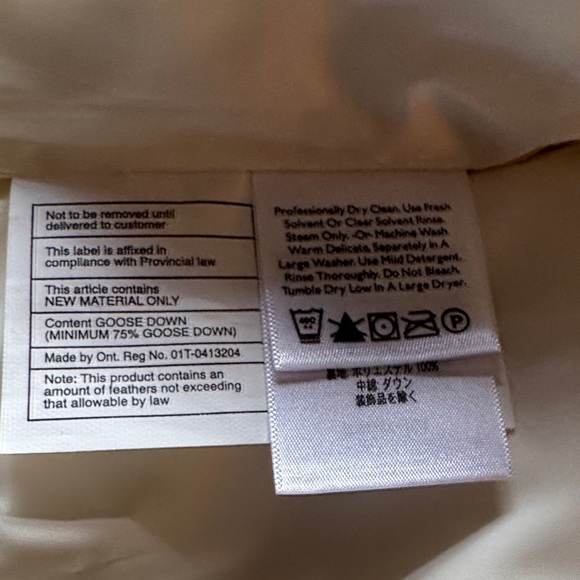 Not to be removed until
delivered to customer
This label is affixed in
compliance with Provincial law
This article contains
NEW MATERIAL ONLY
Content GOOSE DOWN
(MINIMUM 75% GOOSE DOWN)
Made by Ont. Reg No. 01T-0413204
Note: This product contains an
amount of feathers not exceeding
that allowable by law
Professionally Dry Clean. Use Fresh
Solvent Or Clear Solvent Rinse.
Steam Only. -Or- Machine Wash
Warm Delicate, Separately In A
Large Washer. Use Mild Detergent.
Rinse Thoroughly. Do Not Bleach.
Tumble Dry Low In A Large Dryer.
P
裏地: ポリエステル 100%
中綿: ダウン
装飾品を除く